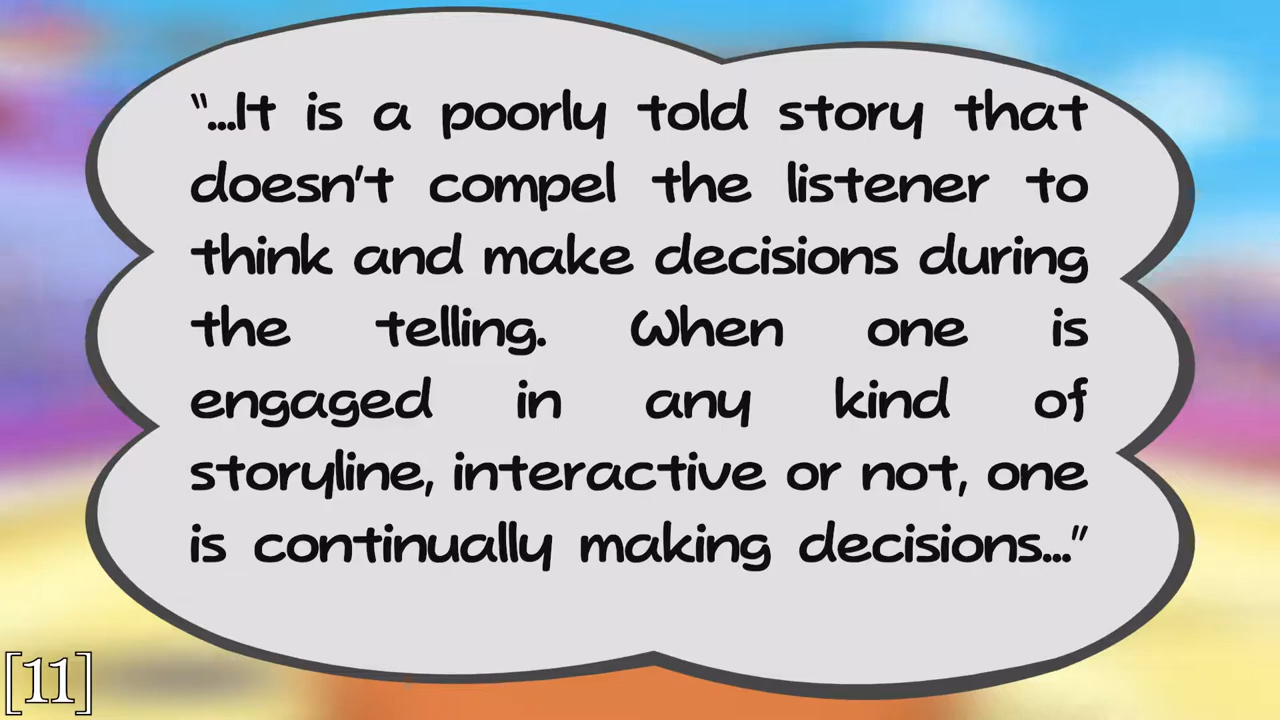 "...It is a poorly told story that
doesn't compel the listener to
think and make decisions during
the telling. When one is
engaged in any kind of
storyline, interactive or not, one
is continually making decisions..."
[11]